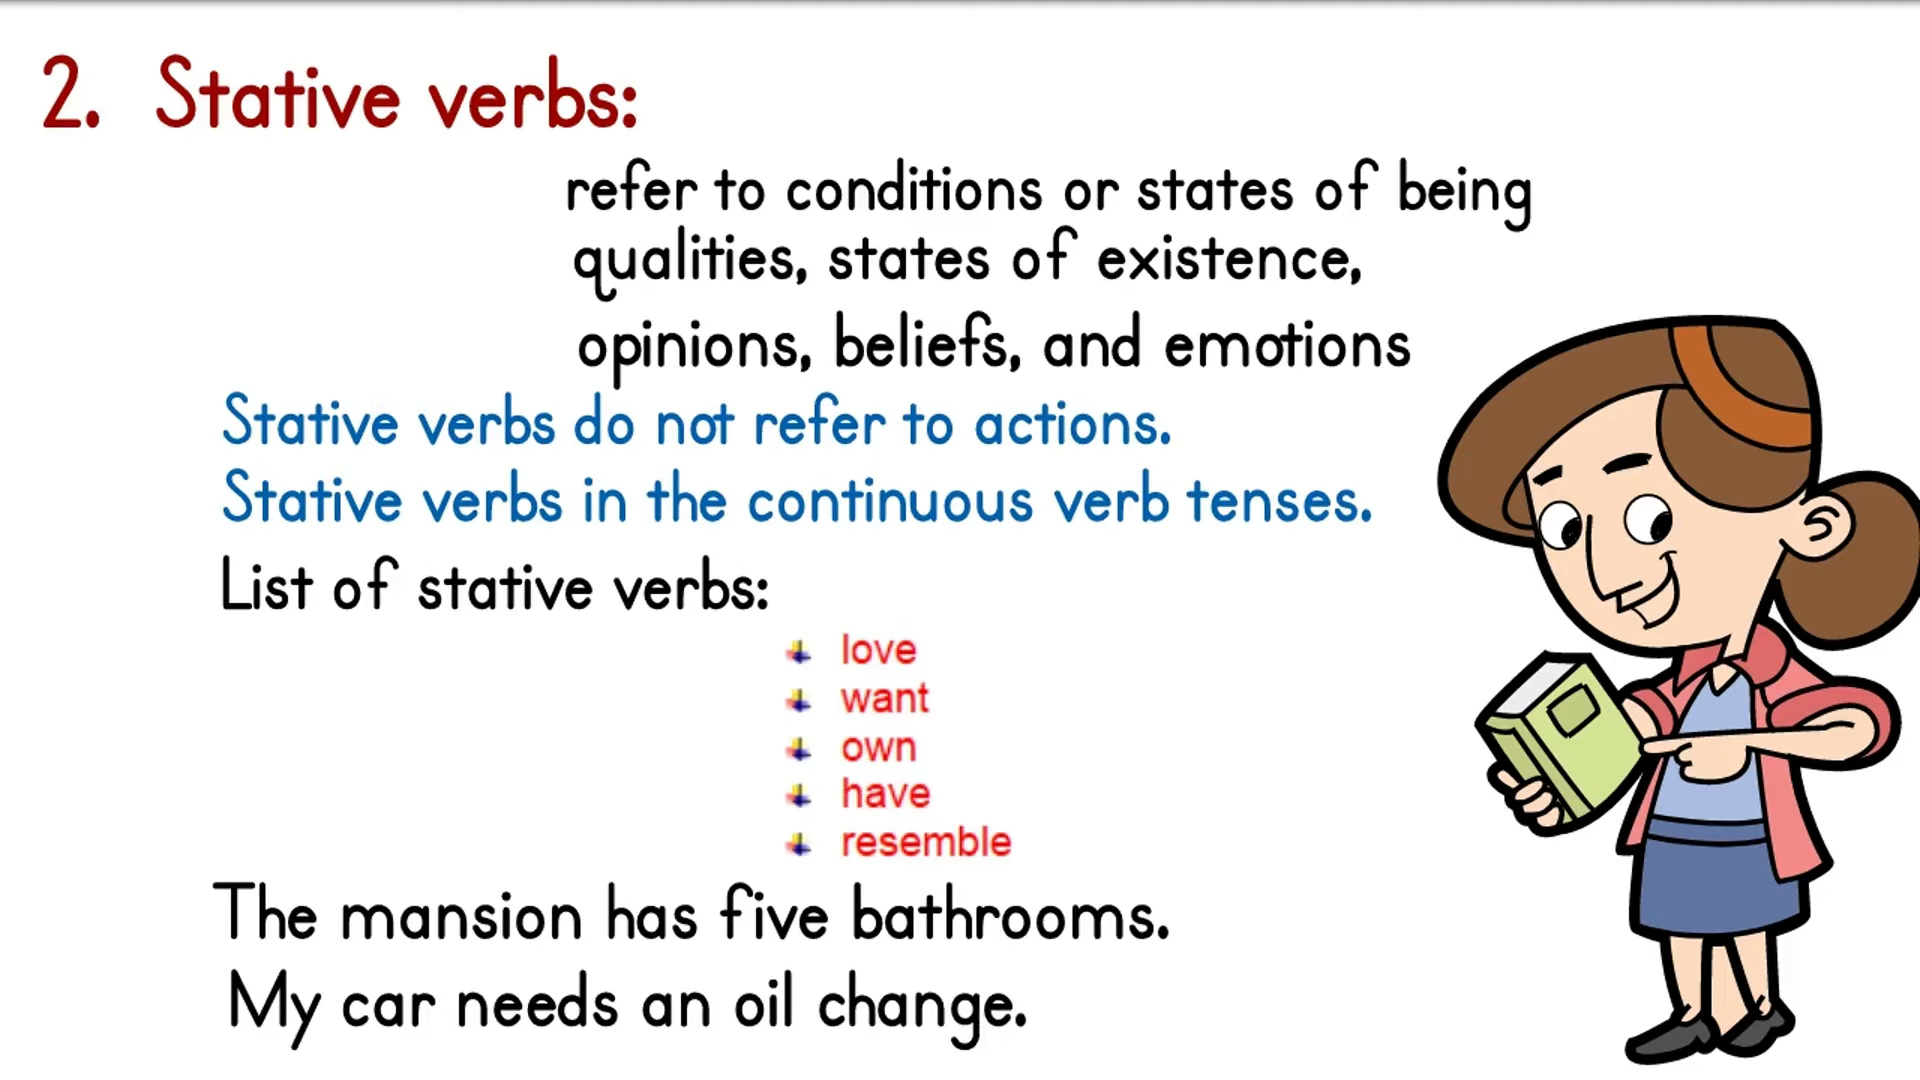 2. Stative verbs:
refer to conditions or states of being
qualities, states of existence,
opinions, beliefs, and emotions
Stative verbs do not refer to actions.
Stative verbs in the continuous verb tenses.
List of stative verbs:
love
want
own
have
resemble
The mansion has five bathrooms.
My car needs an oil change.